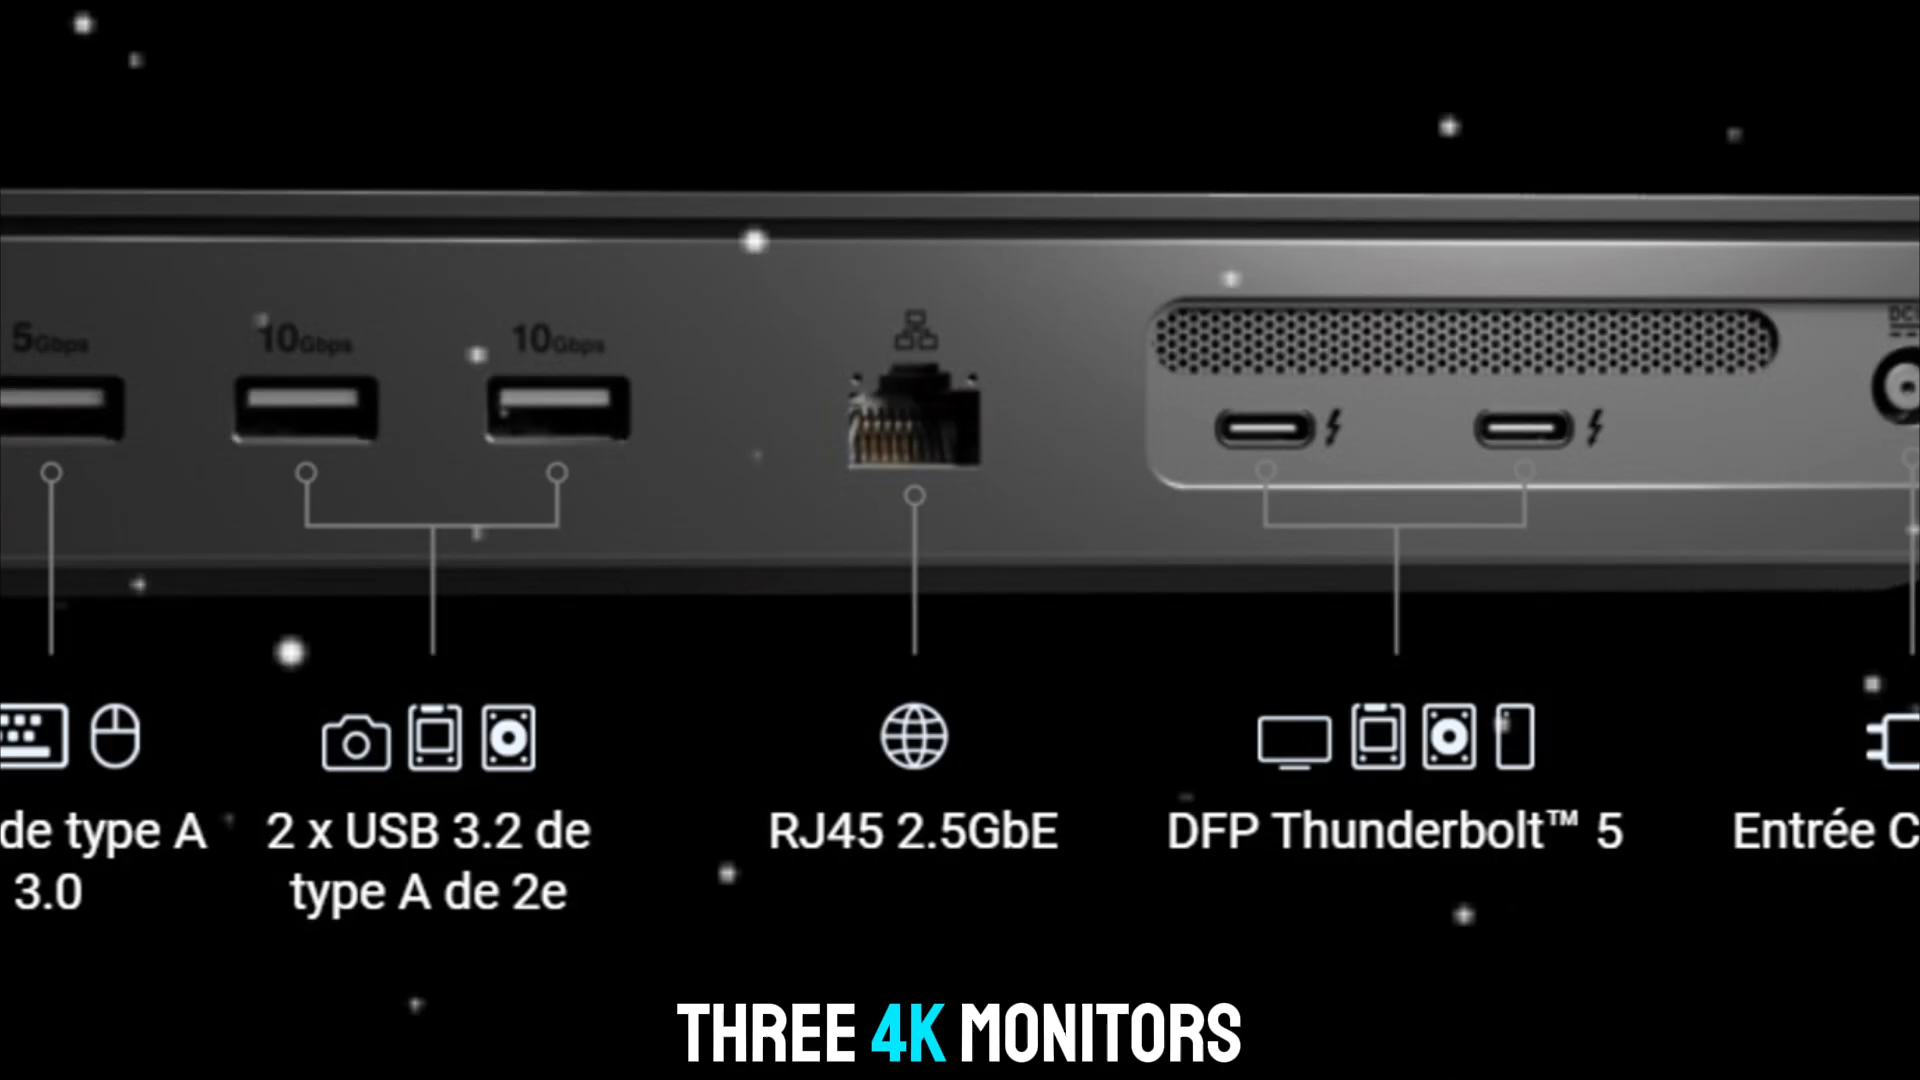 5Gbps
10Gbps
10Gbps
de type A
3.0
2 x USB 3.2 de
type A de 2e
RJ45 2.5GbE
DFP Thunderbolt™ 5
Entrée C
THREE 4K MONITORS